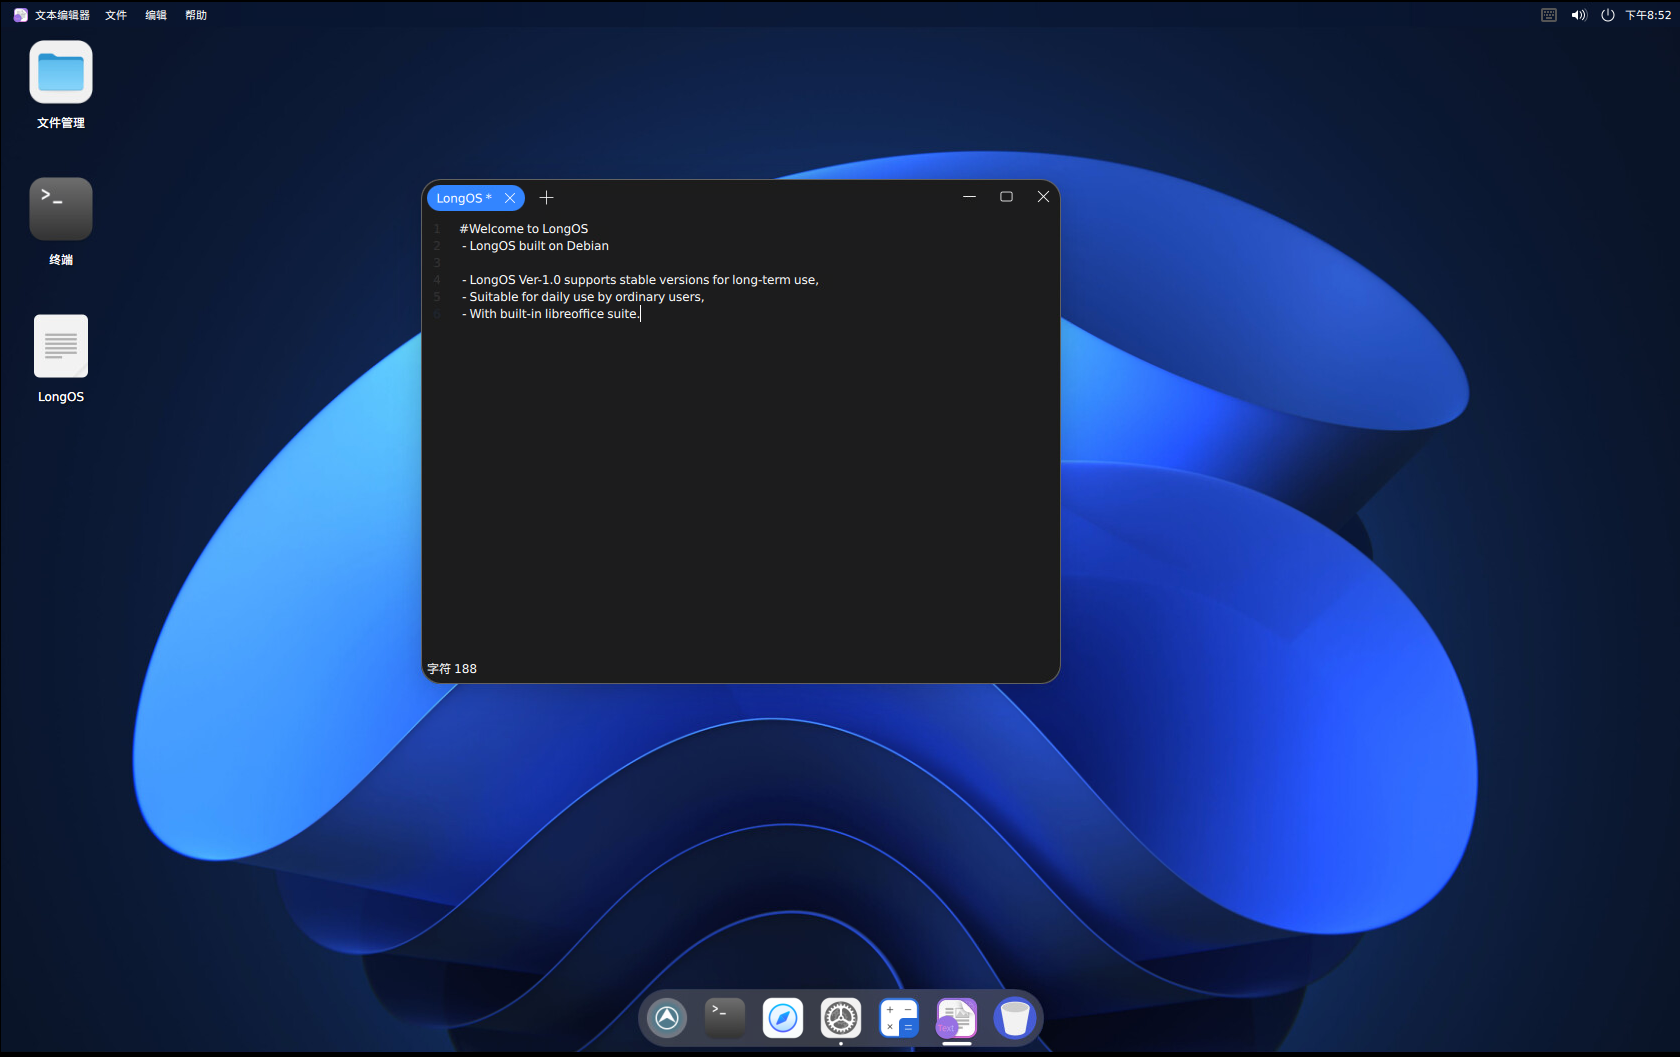 文本编辑器 文件 编辑 帮助 下午8:52
文件管理
终端
LongOS
LongOS *
1 #Welcome to LongOS
2 - LongOS built on Debian
3
4 - LongOS Ver-1.0 supports stable versions for long-term use,
5 - Suitable for daily use by ordinary users,
6 - With built-in libreoffice suite.
字符 188
Text